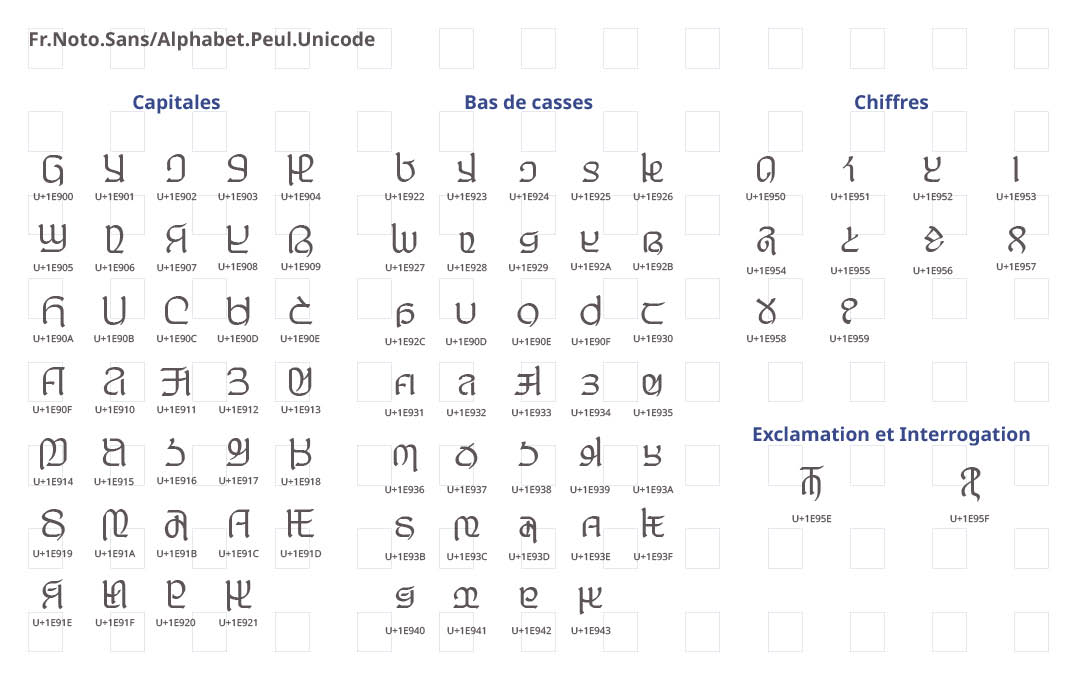 Fr.Noto.Sans/Alphabet.Peul.Unicode
Capitales
𞤀 𞤁 𞤂 𞤃 𞤄
U+1E900 U+1E901 U+1E902 U+1E903 U+1E904
𞤅 𞤆 𞤇 𞤈 𞤉
U+1E905 U+1E906 U+1E907 U+1E908 U+1E909
𞤊 𞤋 𞤌 𞤍 𞤎
U+1E90A U+1E90B U+1E90C U+1E90D U+1E90E
𞤏 𞤐 𞤑 𞤒 𞤓
U+1E90F U+1E910 U+1E911 U+1E912 U+1E913
𞤔 𞤕 𞤖 𞤗 𞤘
U+1E914 U+1E915 U+1E916 U+1E917 U+1E918
𞤙 𞤚 𞤛 𞤜 𞤝
U+1E919 U+1E91A U+1E91B U+1E91C U+1E91D
𞤞 𞤟 𞤠 𞤡
U+1E91E U+1E91F U+1E920 U+1E921
Bas de casses
𞤢 𞤣 𞤤 𞤥 𞤦
U+1E922 U+1E923 U+1E924 U+1E925 U+1E926
𞤧 𞤨 𞤩 𞤪 𞤫
U+1E927 U+1E928 U+1E929 U+1E92A U+1E92B
𞤬 𞤭 𞤮 𞤯 𞤰
U+1E92C U+1E90D U+1E90E U+1E90F U+1E930
𞤱 𞤲 𞤳 𞤴 𞤵
U+1E931 U+1E932 U+1E933 U+1E934 U+1E935
𞤶 𞤷 𞤸 𞤹 𞤺
U+1E936 U+1E937 U+1E938 U+1E939 U+1E93A
𞤻 𞤼 𞤽 𞤾 𞤿
U+1E93B U+1E93C U+1E93D U+1E93E U+1E93F
𞥀 𞥁 𞥂 𞥃
U+1E940 U+1E941 U+1E942 U+1E943
Chiffres
𞥐 𞥑 𞥒 𞥓
U+1E950 U+1E951 U+1E952 U+1E953
𞥔 𞥕 𞥖 𞥗
U+1E954 U+1E955 U+1E956 U+1E957
𞥘 𞥙
U+1E958 U+1E959
Exclamation et Interrogation
𞥞 𞥟
U+1E95E U+1E95F